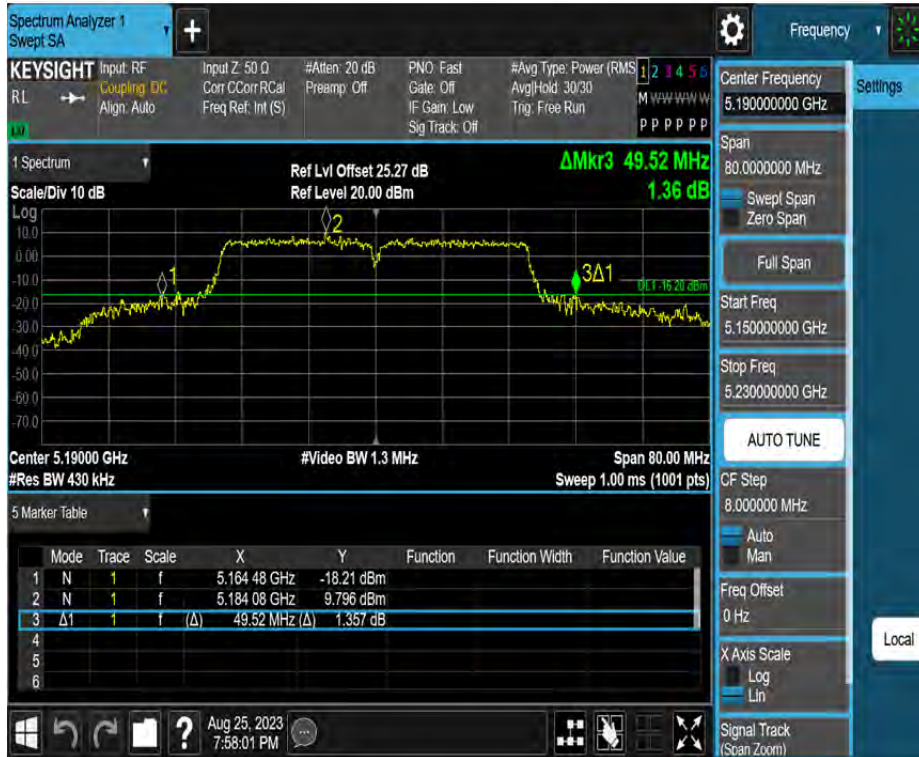 Spectrum Analyzer 1
Swept SA
+
Frequency
KEYSIGHT
RL
Input: RF
Coupling: DC
Align: Auto
Input Z: 50 Ω
Corr CCorr RCal
Freq Ref: Int (S)
#Atten: 20 dB
Preamp: Off
PNO: Fast
Gate: Off
IF Gain: Low
Sig Track: Off
#Avg Type: Power (RMS
Avg|Hold: 30/30
Trig: Free Run
1 2 3 4 5 6
M W W W W W
P P P P P P
1 Spectrum
Scale/Div 10 dB
Ref Lvl Offset 25.27 dB
Ref Level 20.00 dBm
ΔMkr3 49.52 MHz
1.36 dB
Log
10.0
0.00
-10.0
-20.0
-30.0
-40.0
-50.0
-60.0
-70.0
1
2
3Δ1
DL1 -16.20 dBm
Center 5.19000 GHz
#Res BW 430 kHz
#Video BW 1.3 MHz
Span 80.00 MHz
Sweep 1.00 ms (1001 pts)
5 Marker Table
Mode Trace Scale X Y Function Function Width Function Value
1 N 1 f 5.164 48 GHz -18.21 dBm
2 N 1 f 5.184 08 GHz 9.796 dBm
3 Δ1 1 f (Δ) 49.52 MHz (Δ) 1.357 dB
4
5
6
Center Frequency
5.190000000 GHz
Settings
Span
80.0000000 MHz
Swept Span
Zero Span
Full Span
Start Freq
5.150000000 GHz
Stop Freq
5.230000000 GHz
AUTO TUNE
CF Step
8.000000 MHz
Auto
Man
Freq Offset
0 Hz
Local
X Axis Scale
Log
Lin
Signal Track
(Span Zoom)
?
Aug 25, 2023
7:58:01 PM